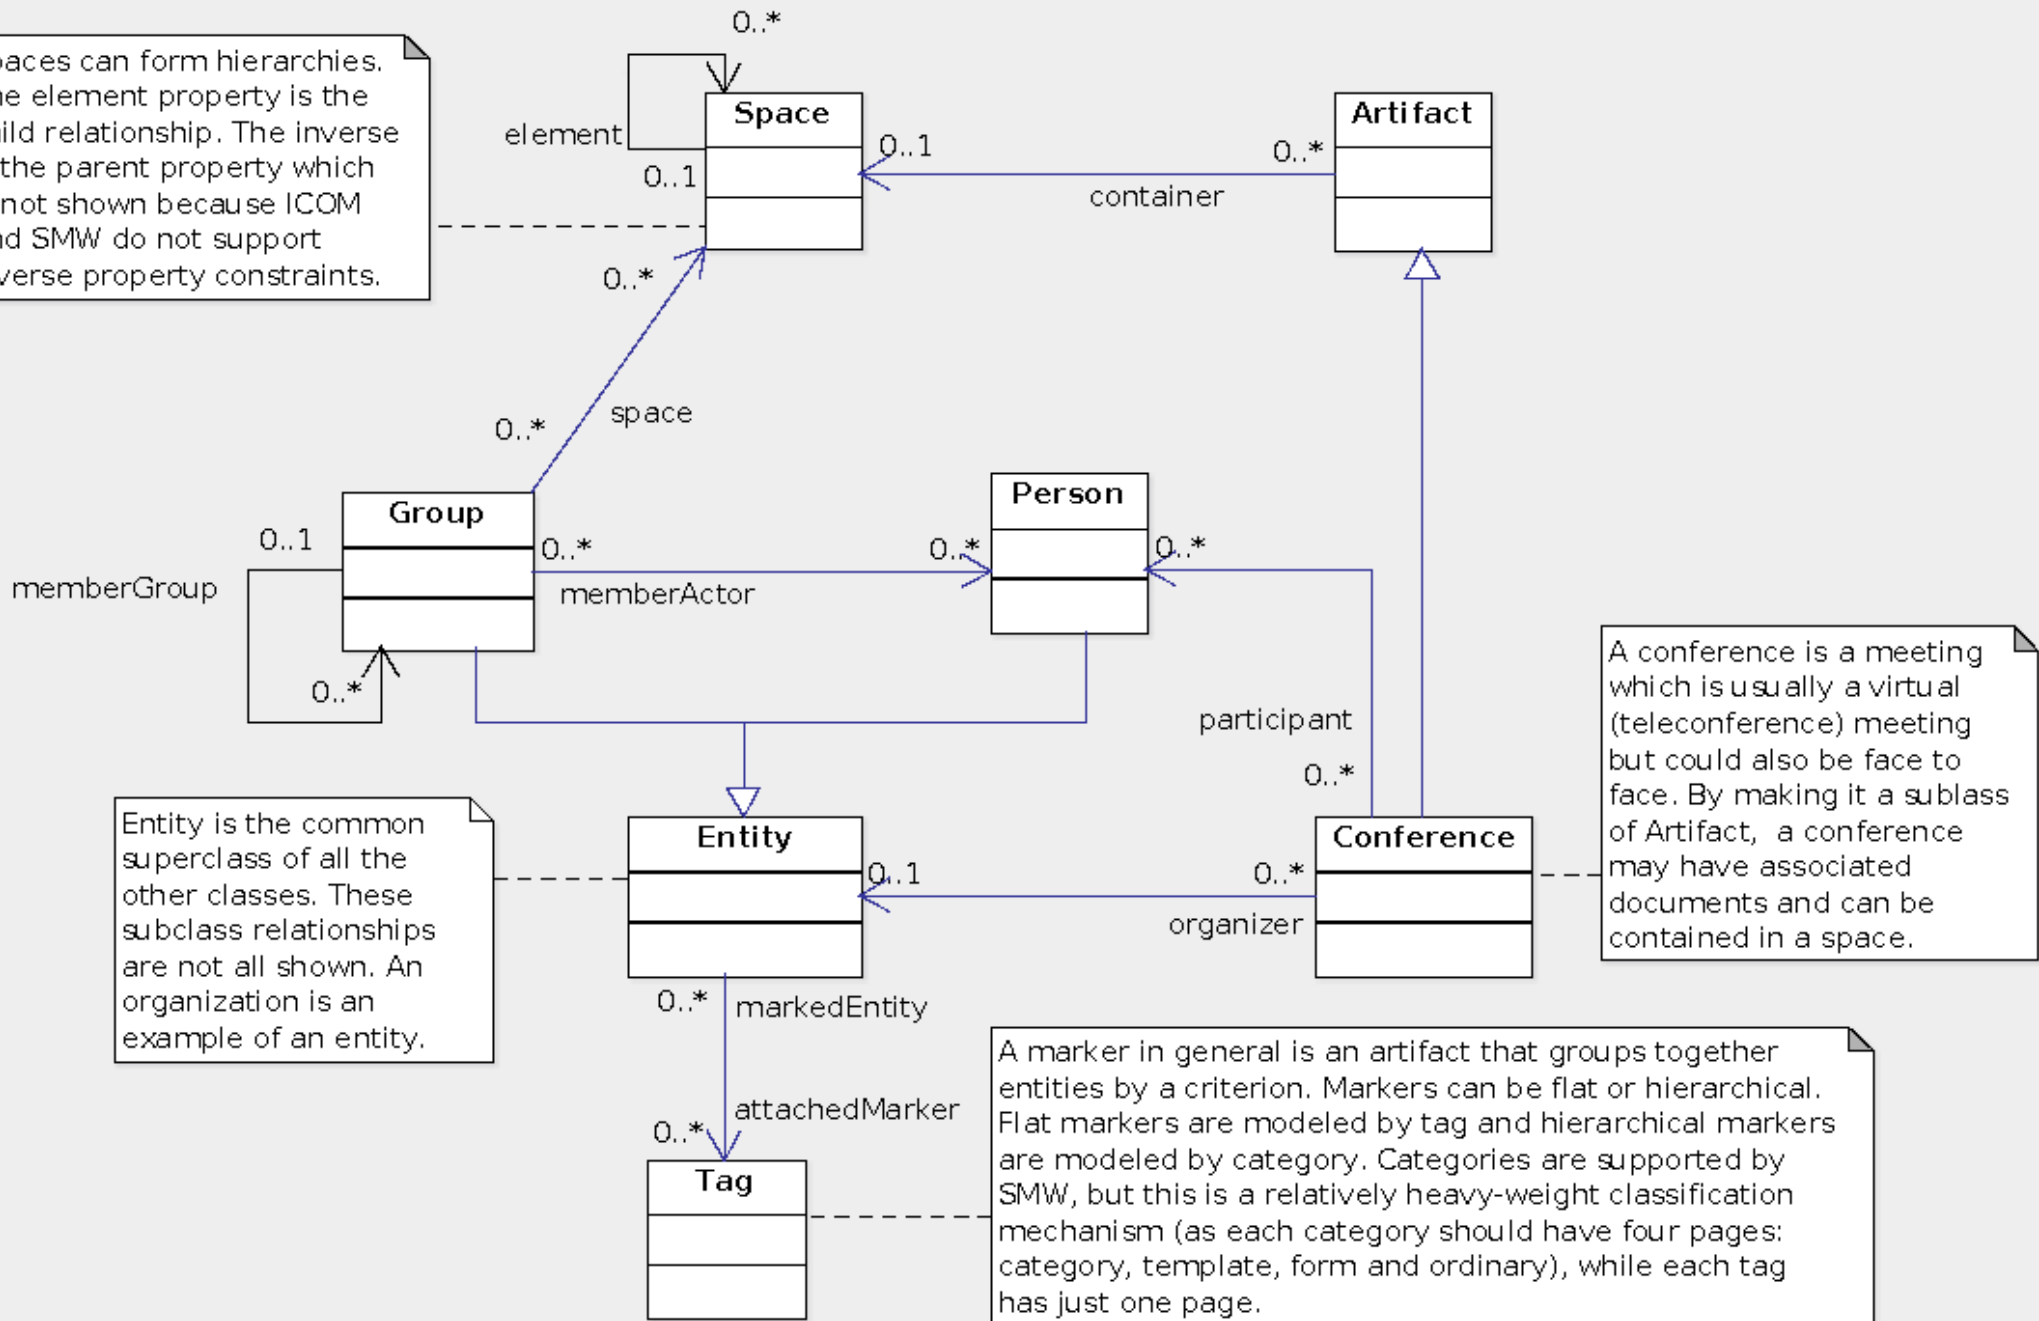 0..*
paces can form hierarchies.
ne element property is the
ild relationship. The inverse
the parent property which
not shown because ICOM
nd SMW do not support
verse property constraints.
element
0..1
Space
0..1
0..*
container
Artifact
0..*
space
0..*
Group
0..1
memberGroup
0..*
0..*
memberActor
0..*
Person
0..*
participant
0..*
A conference is a meeting
which is usually a virtual
(teleconference) meeting
but could also be face to
face. By making it a sublass
of Artifact, a conference
may have associated
documents and can be
contained in a space.
Entity is the common
superclass of all the
other classes. These
subclass relationships
are not all shown. An
organization is an
example of an entity.
Entity
0..1
0..*
organizer
Conference
0..*
markedEntity
attachedMarker
0..*
Tag
A marker in general is an artifact that groups together
entities by a criterion. Markers can be flat or hierarchical.
Flat markers are modeled by tag and hierarchical markers
are modeled by category. Categories are supported by
SMW, but this is a relatively heavy-weight classification
mechanism (as each category should have four pages:
category, template, form and ordinary), while each tag
has just one page.